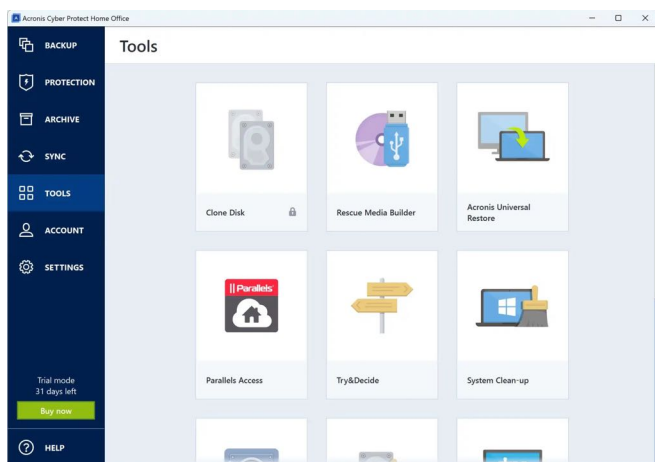 Acronis Cyber Protect Home Office
BACKUP
PROTECTION
ARCHIVE
SYNC
TOOLS
ACCOUNT
SETTINGS
Trial mode
31 days left
Buy now
HELP
Tools
Clone Disk
Rescue Media Builder
Acronis Universal
Restore
Parallels
Parallels Access
Try&Decide
System Clean-up